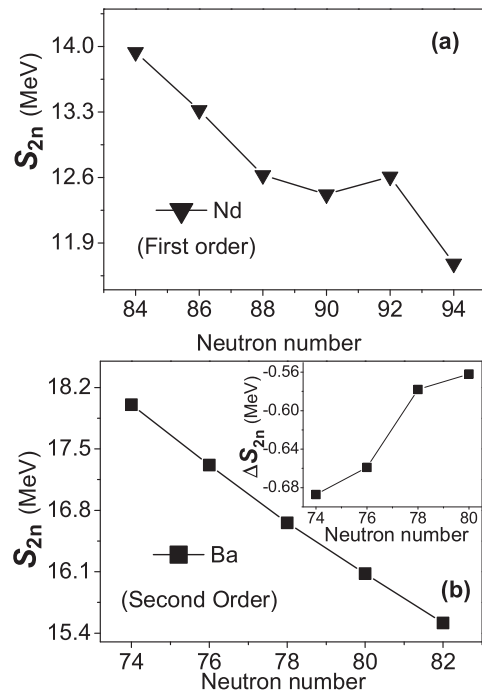 (a)
14.0
13.3
12.6
11.9
S2n (MeV)
Nd
(First order)
84 86 88 90 92 94
Neutron number
18.2
17.5
16.8
16.1
15.4
S2n (MeV)
-0.56
-0.60
-0.64
-0.68
ΔS2n (MeV)
74 76 78 80
Neutron number
Ba
(b)
(Second Order)
74 76 78 80 82
Neutron number